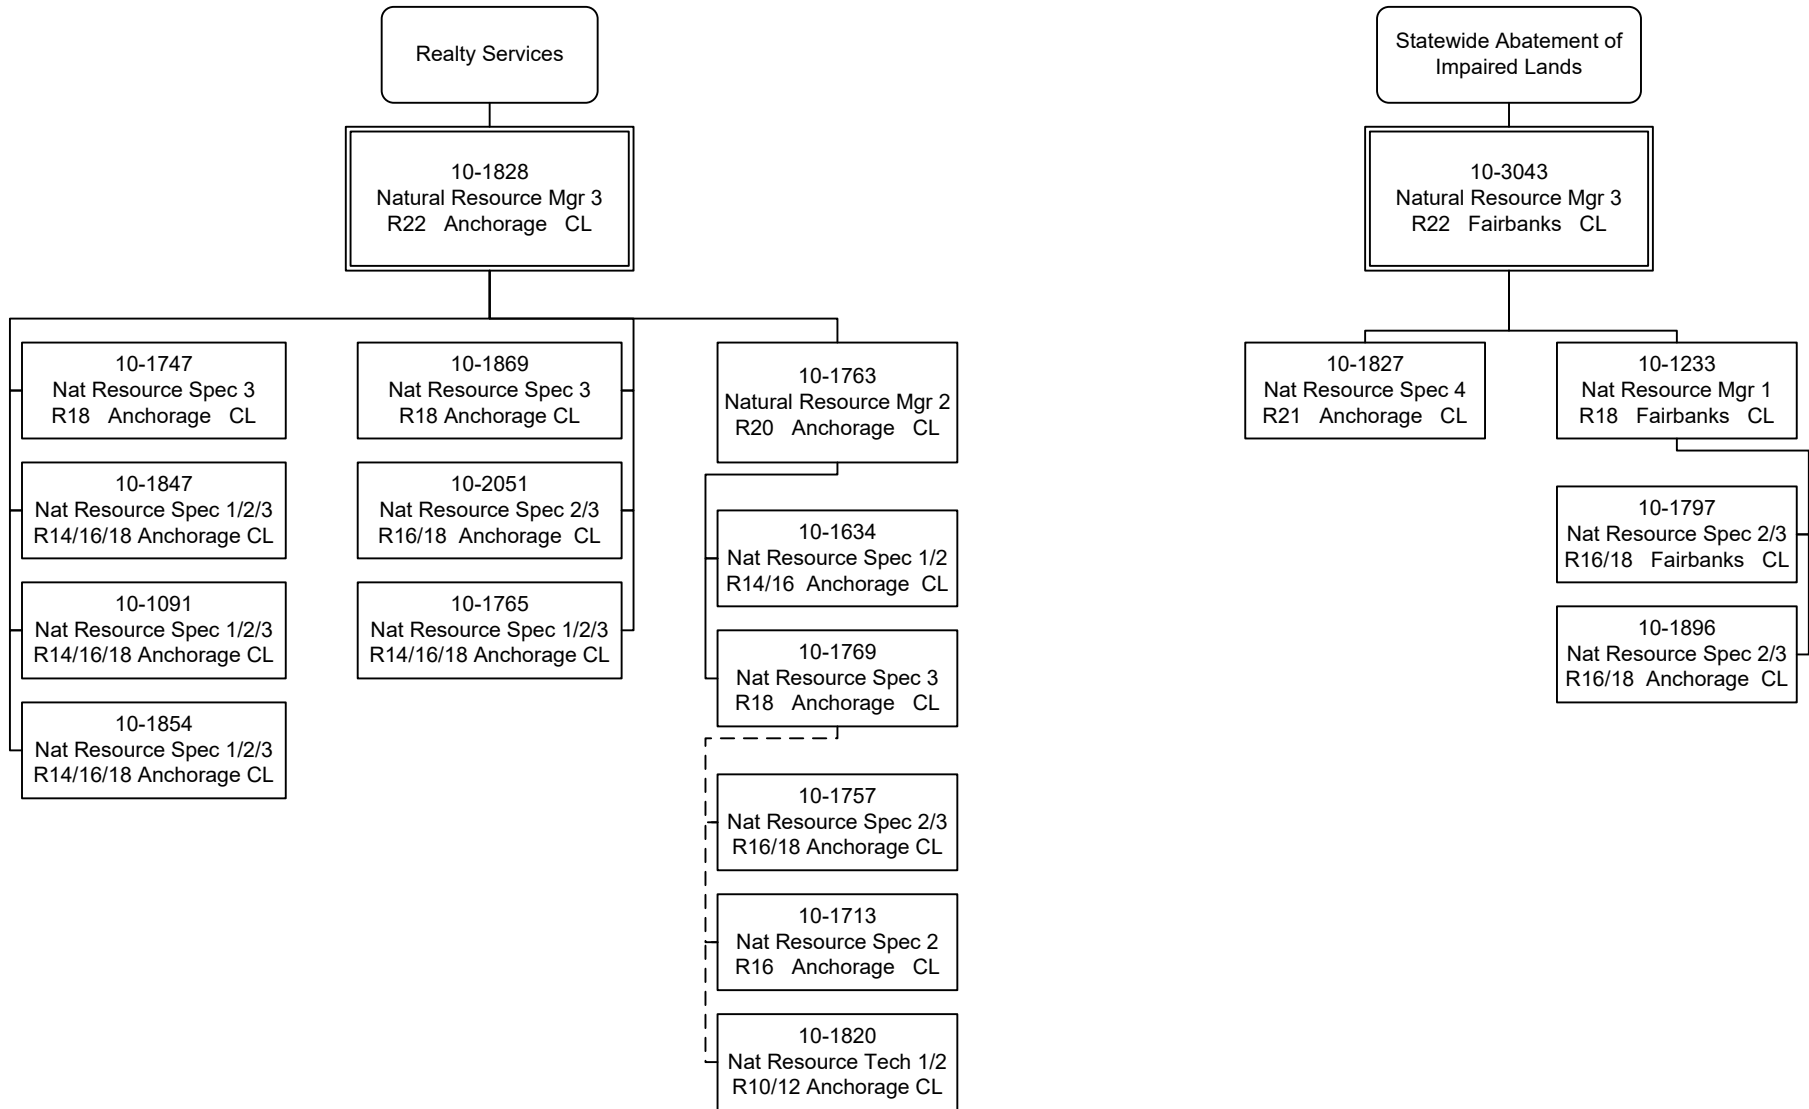 Realty Services
10-1828
Natural Resource Mgr 3
R22 Anchorage CL
10-1747
Nat Resource Spec 3
R18 Anchorage CL
10-1847
Nat Resource Spec 1/2/3
R14/16/18 Anchorage CL
10-1091
Nat Resource Spec 1/2/3
R14/16/18 Anchorage CL
10-1854
Nat Resource Spec 1/2/3
R14/16/18 Anchorage CL
10-1869
Nat Resource Spec 3
R18 Anchorage CL
10-2051
Nat Resource Spec 2/3
R16/18 Anchorage CL
10-1765
Nat Resource Spec 1/2/3
R14/16/18 Anchorage CL
10-1763
Natural Resource Mgr 2
R20 Anchorage CL
10-1634
Nat Resource Spec 1/2
R14/16 Anchorage CL
10-1769
Nat Resource Spec 3
R18 Anchorage CL
10-1757
Nat Resource Spec 2/3
R16/18 Anchorage CL
10-1713
Nat Resource Spec 2
R16 Anchorage CL
10-1820
Nat Resource Tech 1/2
R10/12 Anchorage CL
Statewide Abatement of
Impaired Lands
10-3043
Natural Resource Mgr 3
R22 Fairbanks CL
10-1827
Nat Resource Spec 4
R21 Anchorage CL
10-1233
Nat Resource Mgr 1
R18 Fairbanks CL
10-1797
Nat Resource Spec 2/3
R16/18 Fairbanks CL
10-1896
Nat Resource Spec 2/3
R16/18 Anchorage CL